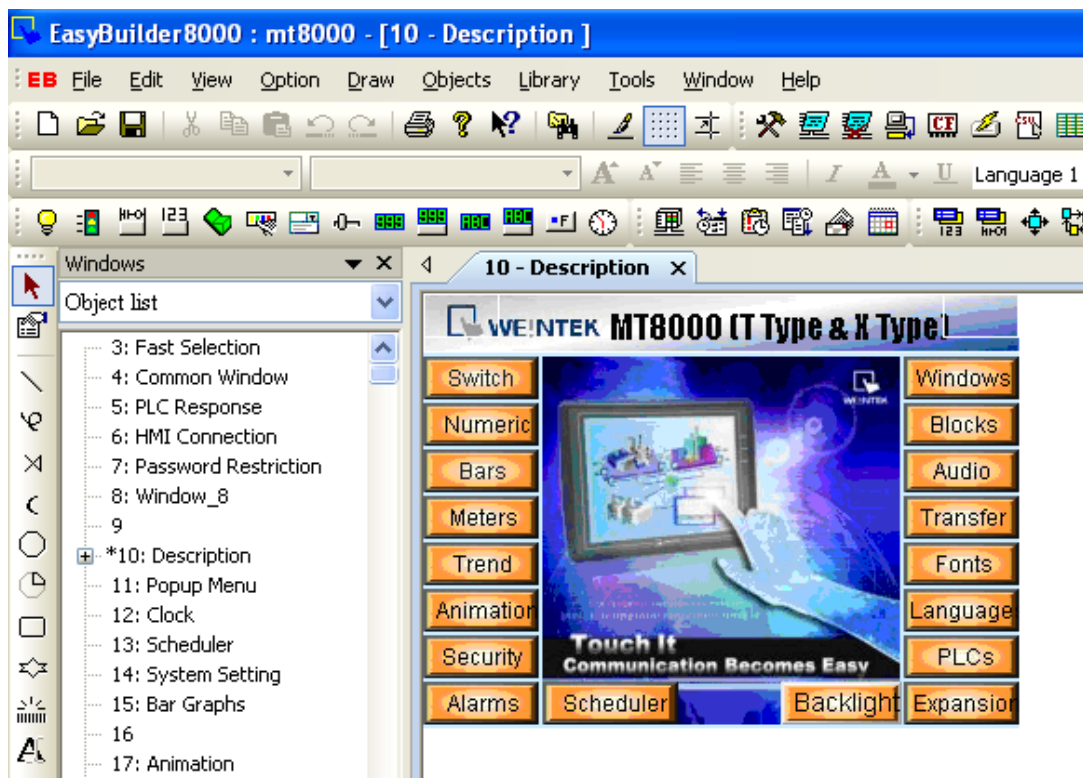 EasyBuilder8000 : mt8000 - [10 - Description ]
EB File Edit View Option Draw Objects Library Tools Window Help
Language 1
Windows
10 - Description
Object list
3: Fast Selection
4: Common Window
5: PLC Response
6: HMI Connection
7: Password Restriction
8: Window_8
9
*10: Description
11: Popup Menu
12: Clock
13: Scheduler
14: System Setting
15: Bar Graphs
16
17: Animation
WEINTEK MT8000 (T Type & X Type)
Switch
Numeric
Bars
Meters
Trend
Animation
Security
Alarms
WEINTEK
Touch It
Communication Becomes Easy
Scheduler
Backlight
Windows
Blocks
Audio
Transfer
Fonts
Language
PLCs
Expansion